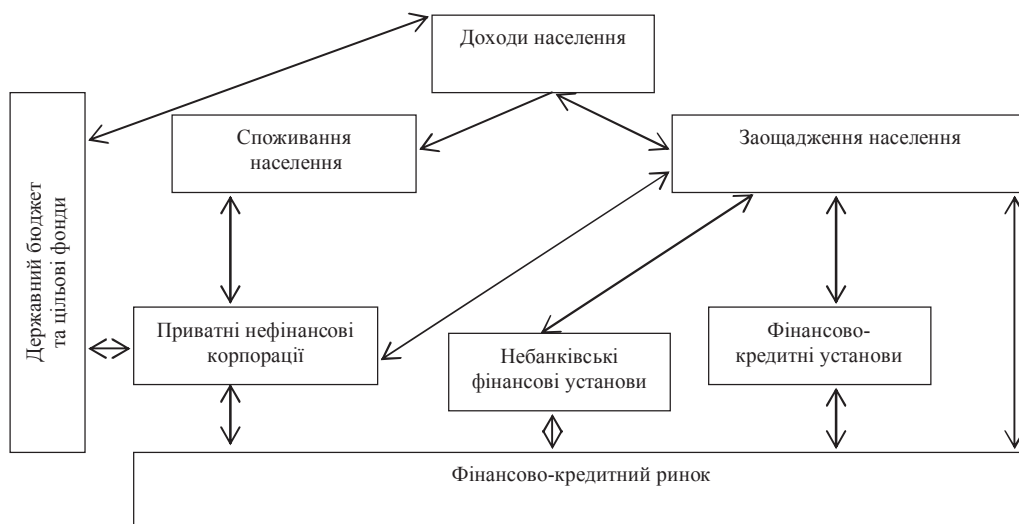 Доходи населення
Споживання
населення
Заощадження населення
Державний бюджет
та цільові фонди
Приватні нефінансові
корпорації
Небанківські
фінансові установи
Фінансово-
кредитні установи
Фінансово-кредитний ринок